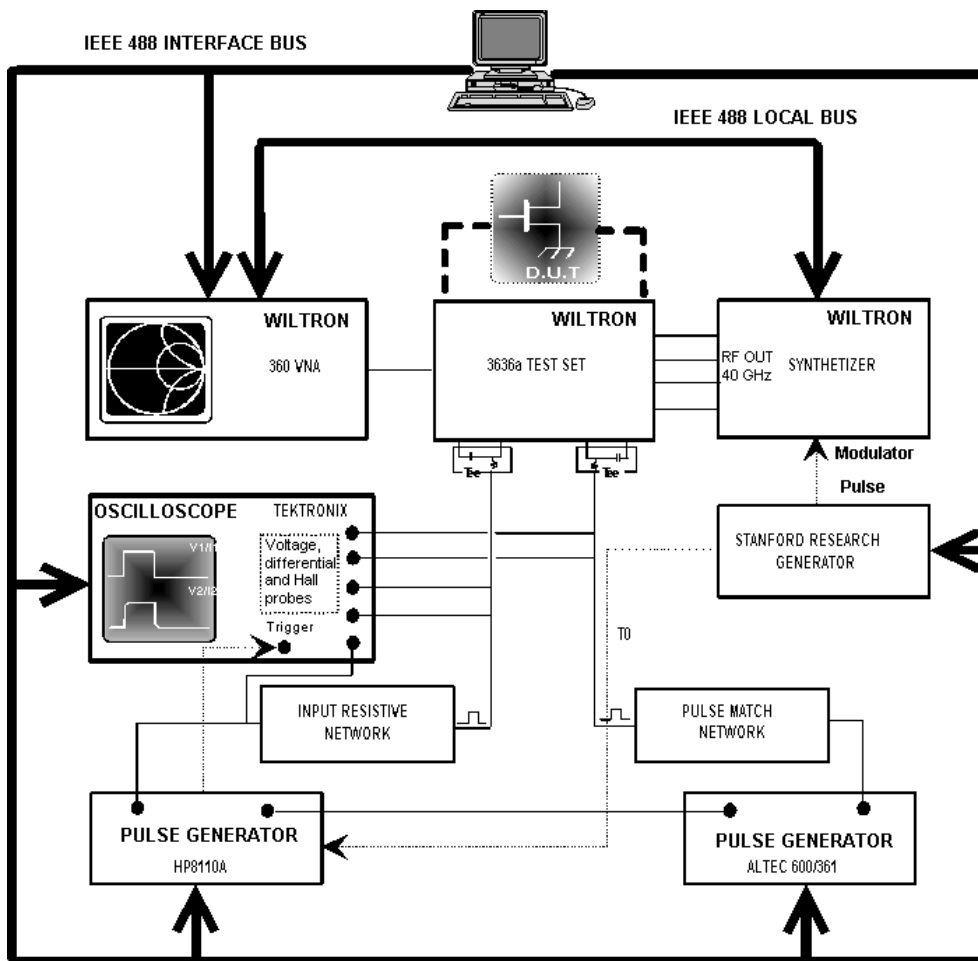 IEEE 488 INTERFACE BUS
IEEE 488 LOCAL BUS
D.U.T
WILTRON
360 VNA
WILTRON
3636a TEST SET
WILTRON
RF OUT
40 GHz
SYNTHETIZER
Tee
Tee
Modulator
Pulse
OSCILLOSCOPE
TEKTRONIX
V1/I1
V2/I2
Voltage,
differential
and Hall
probes
Trigger
STANFORD RESEARCH
GENERATOR
T0
INPUT RESISTIVE
NETWORK
PULSE MATCH
NETWORK
PULSE GENERATOR
HP8110A
PULSE GENERATOR
ALTEC 600/361